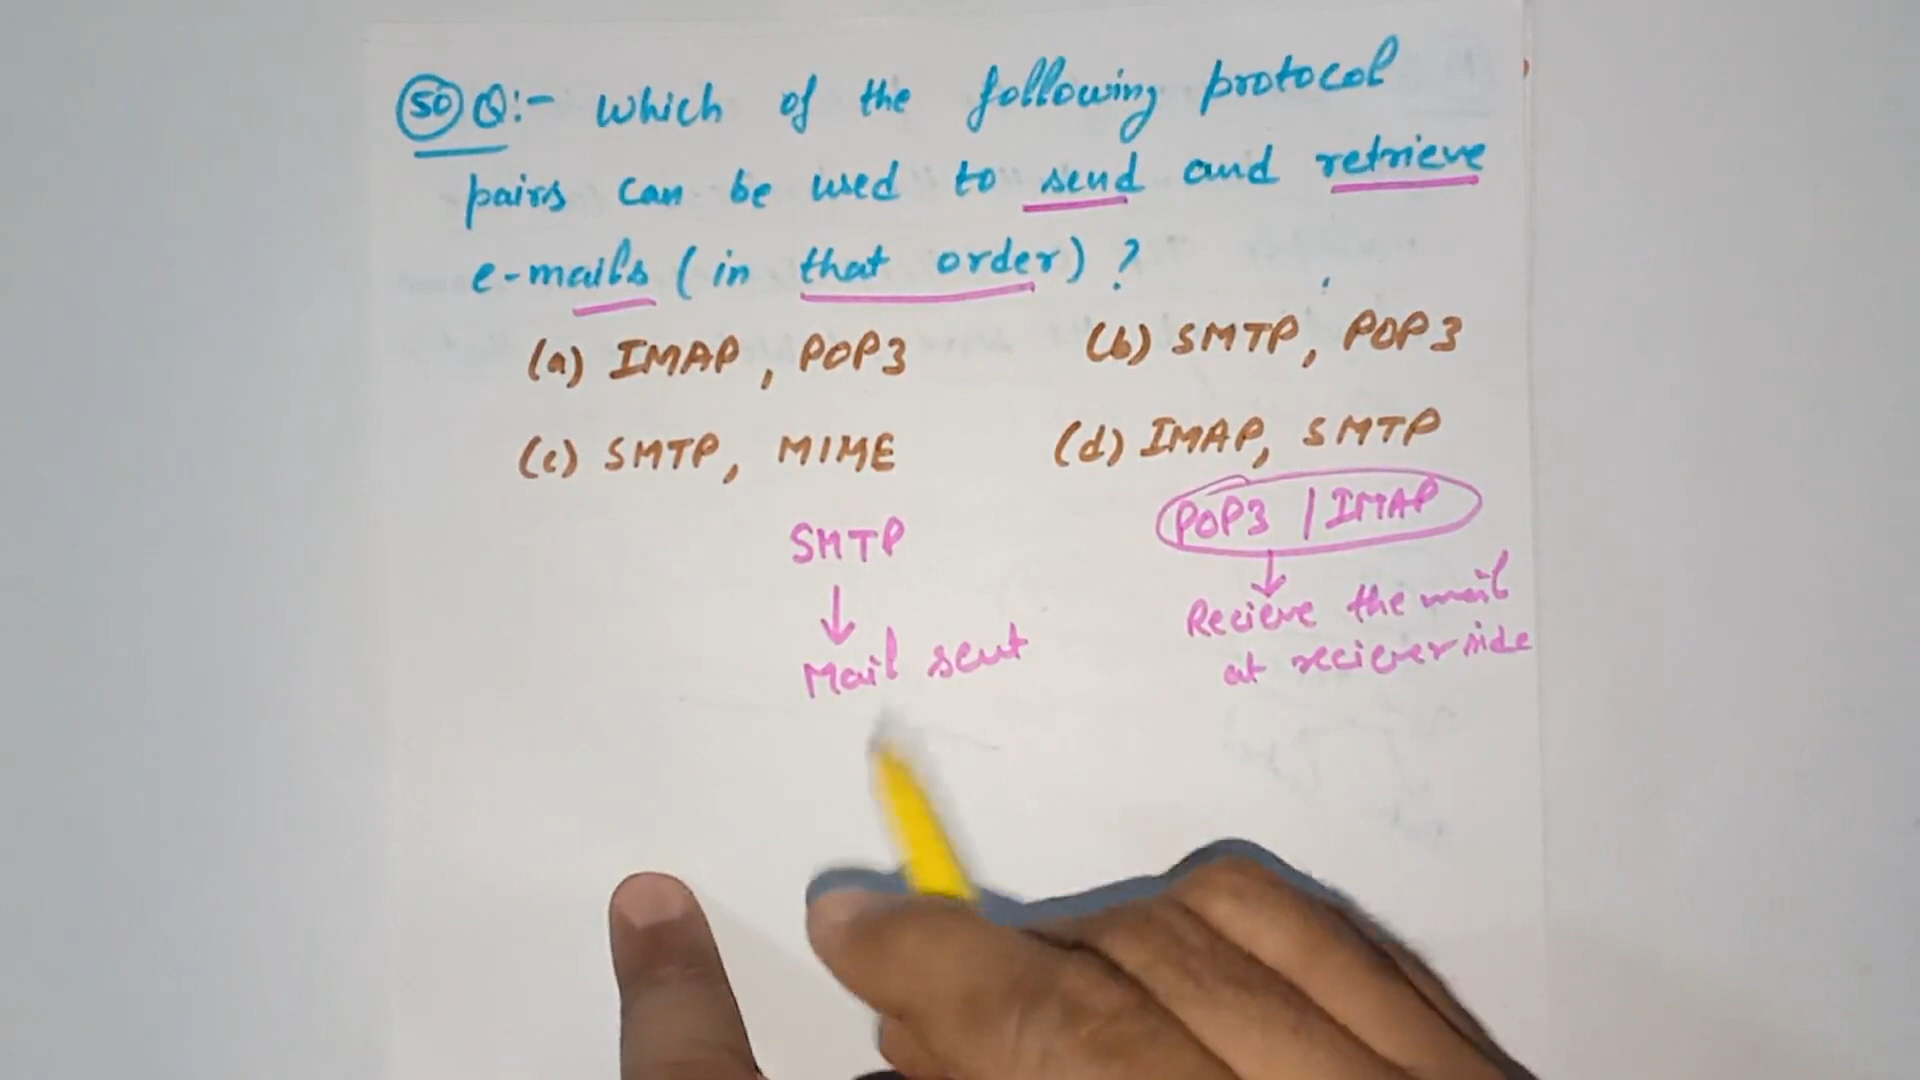 50 Q:- Which of the following protocol
pairs can be used to send and retrieve
e-mails (in that order) ?
(a) IMAP, POP3 (b) SMTP, POP3
(c) SMTP, MIME (d) IMAP, SMTP
SMTP POP3 / IMAP
Mail sent Recieve the mail
at reciever side